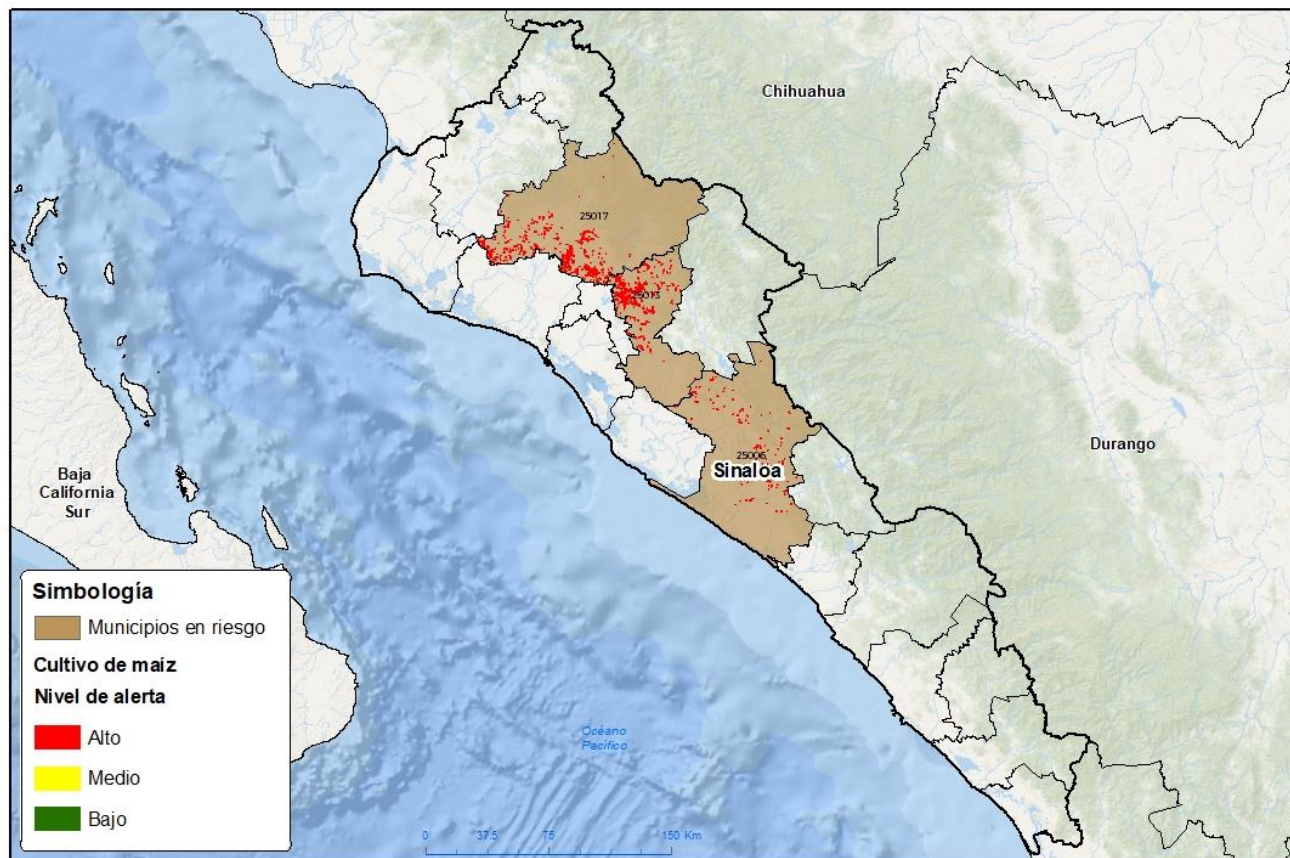 Chihuahua
25017
25013
Durango
25006
Sinaloa
Baja
California
Sur
Océano
Pacífico
Simbología
Municipios en riesgo
Cultivo de maíz
Nivel de alerta
Alto
Medio
Bajo
0 37.5 75 150 Km